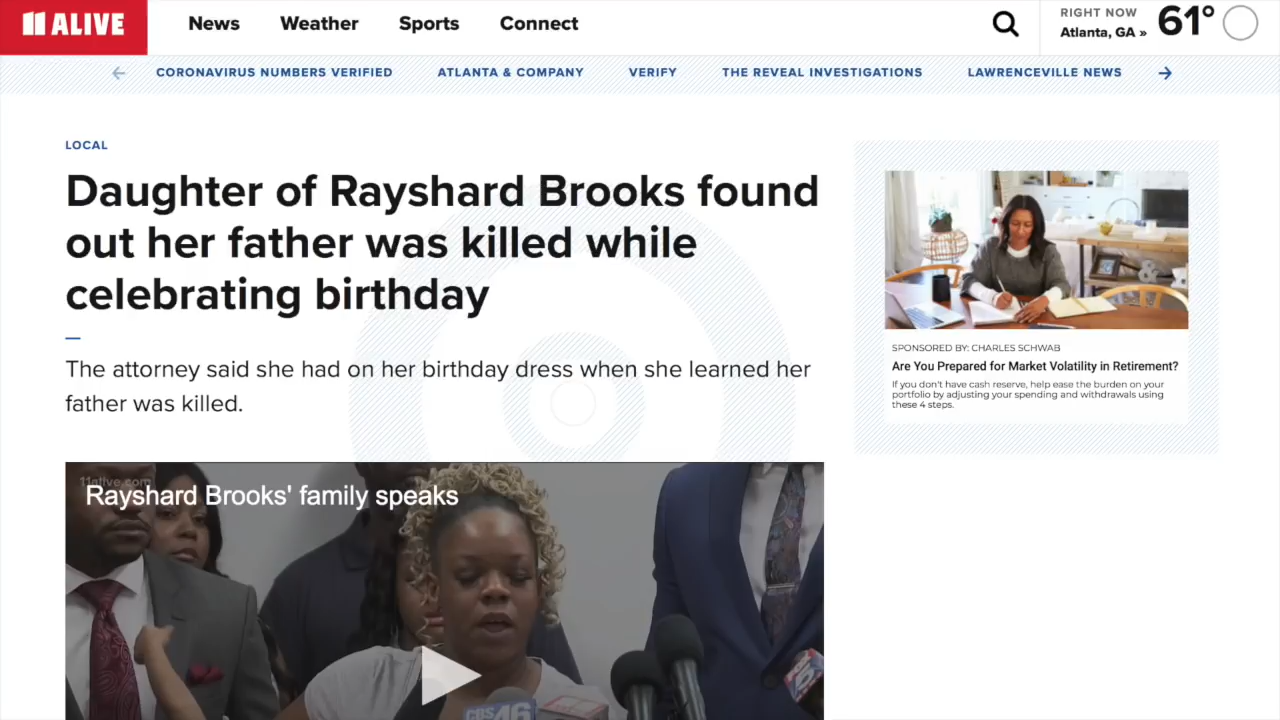 11 ALIVE
News Weather Sports Connect
RIGHT NOW
Atlanta, GA »
61°
CORONAVIRUS NUMBERS VERIFIED ATLANTA & COMPANY VERIFY THE REVEAL INVESTIGATIONS LAWRENCEVILLE NEWS
LOCAL
Daughter of Rayshard Brooks found
out her father was killed while
celebrating birthday
The attorney said she had on her birthday dress when she learned her
father was killed.
SPONSORED BY: CHARLES SCHWAB
Are You Prepared for Market Volatility in Retirement?
If you don't have cash reserve, help ease the burden on your
portfolio by adjusting your spending and withdrawals using
these 4 steps.
11alive.com
Rayshard Brooks' family speaks
CBS46
FOX 5